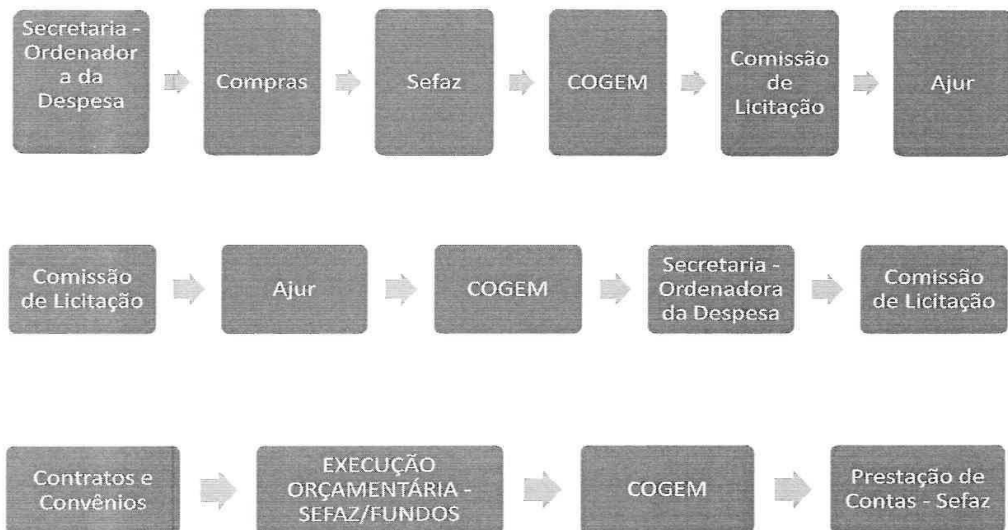 Secretaria -
Ordenador
a da
Despesa
Compras
Sefaz
COGEM
Comissão
de
Licitação
Ajur
Comissão
de Licitação
Ajur
COGEM
Secretaria -
Ordenadora
da Despesa
Comissão
de Licitação
Contratos e
Convênios
EXECUÇÃO
ORÇAMENTÁRIA -
SEFAZ/FUNDOS
COGEM
Prestação de
Contas - Sefaz